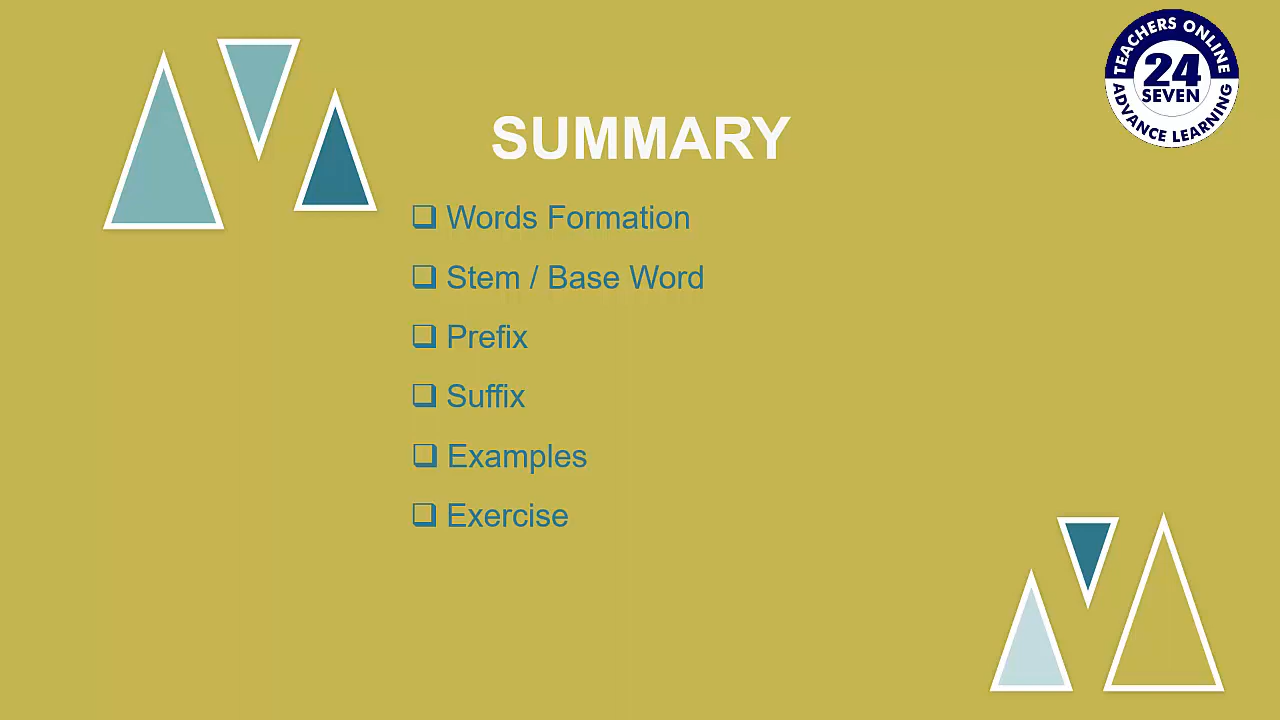 TEACHERS ONLINE
24
SEVEN
ADVANCE LEARNING
SUMMARY
Words Formation
Stem / Base Word
Prefix
Suffix
Examples
Exercise